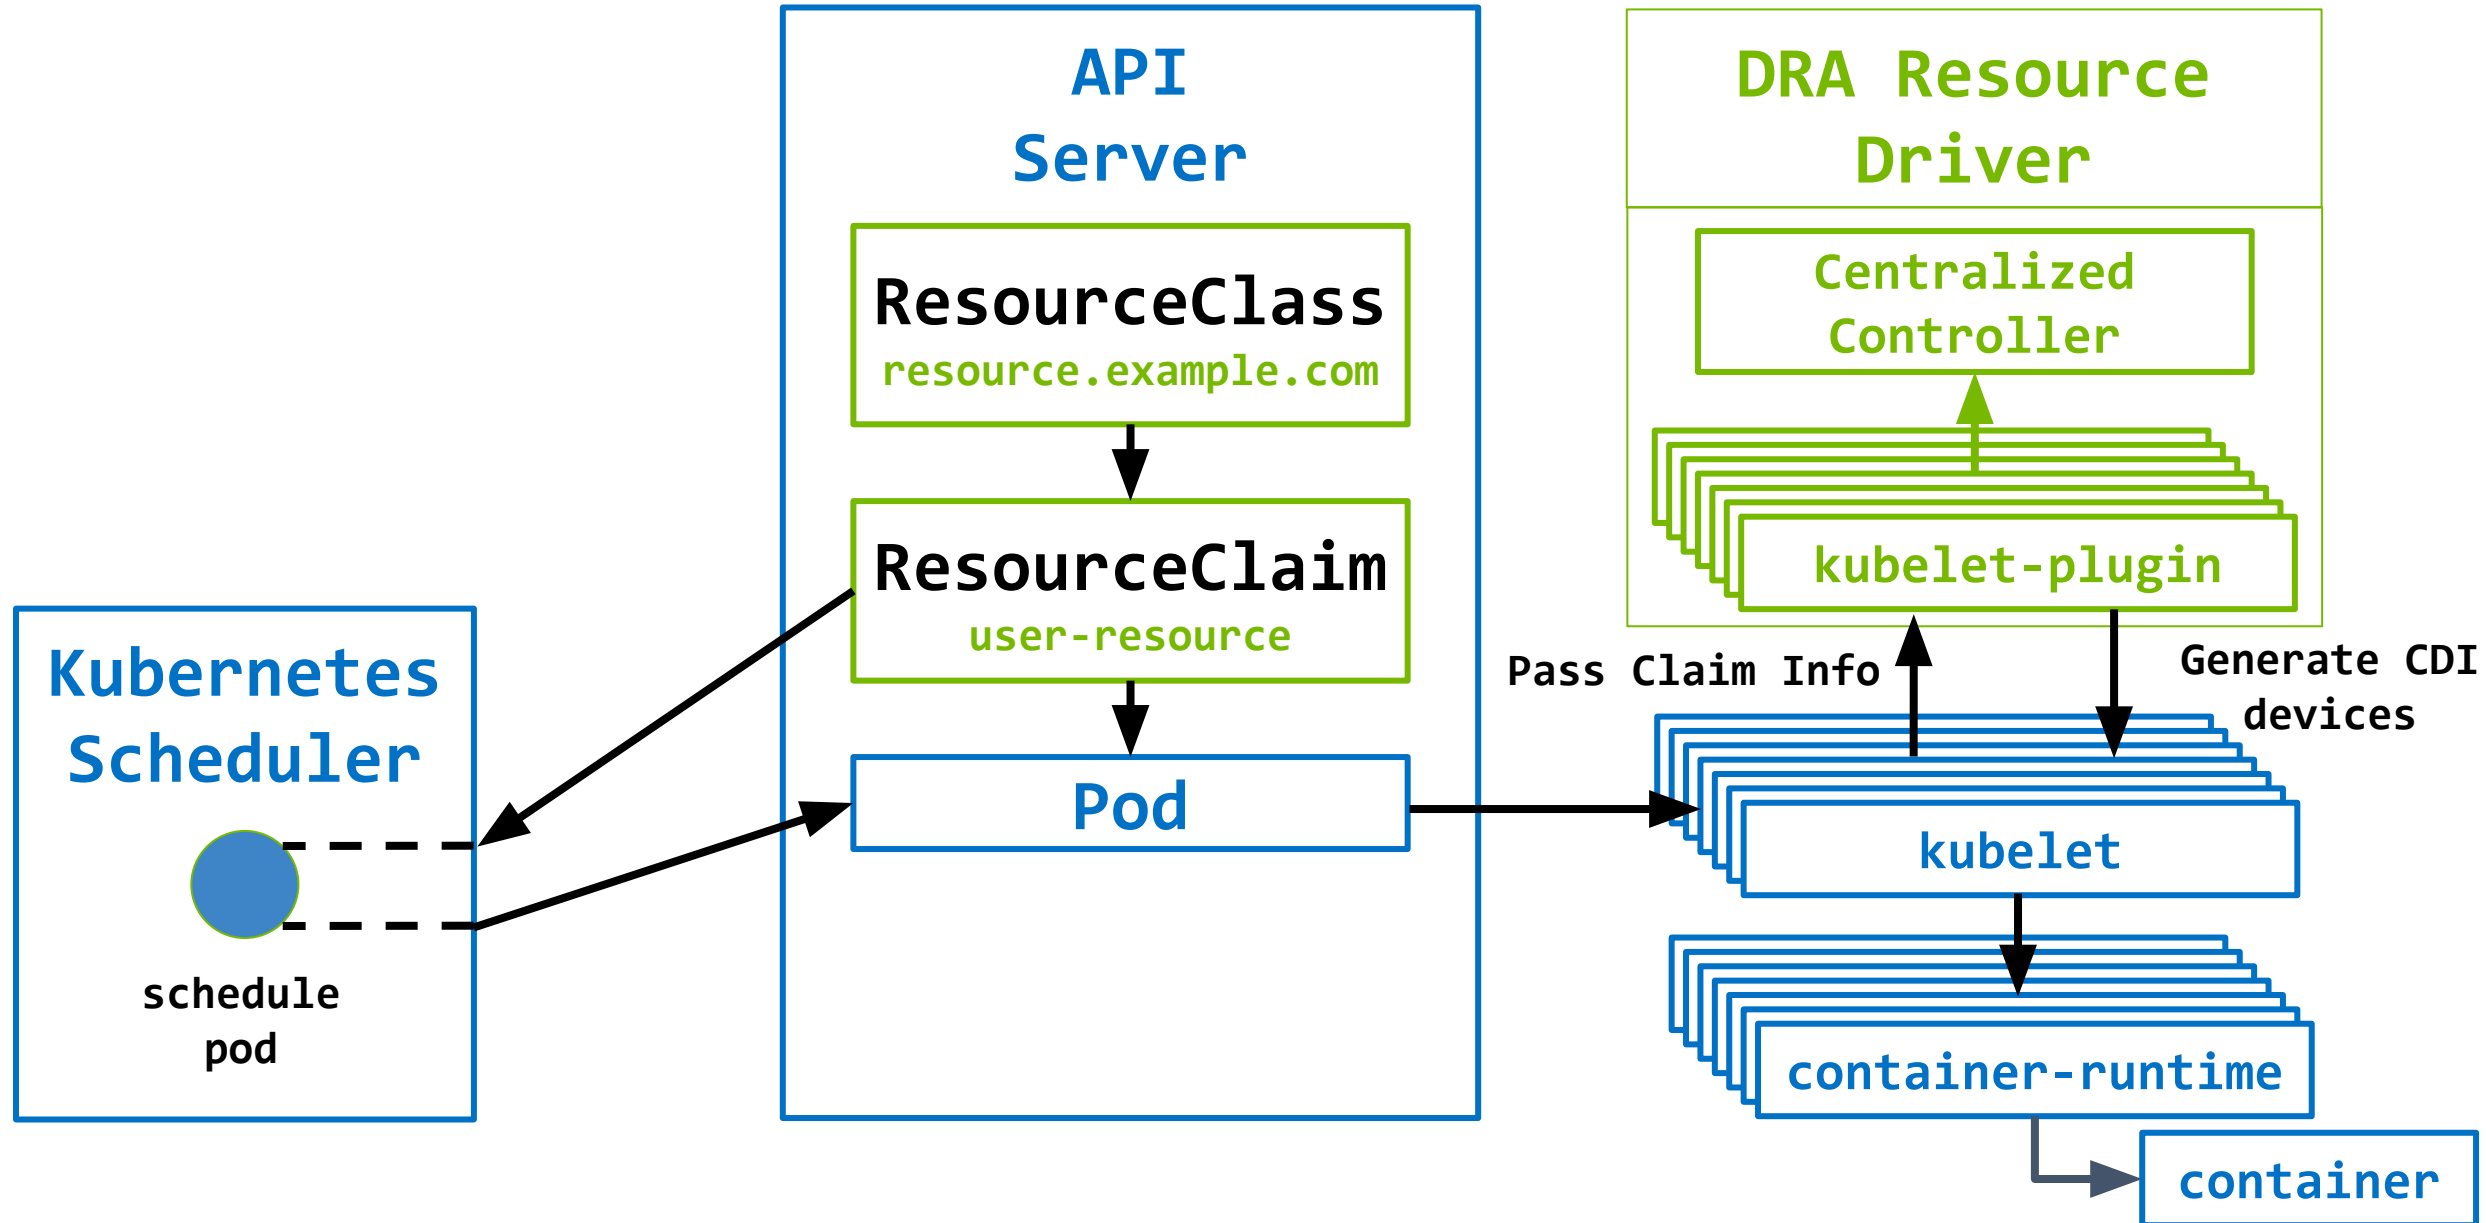 API
Server
ResourceClass
resource.example.com
ResourceClaim
user-resource
Pod
Kubernetes
Scheduler
schedule
pod
DRA Resource
Driver
Centralized
Controller
kubelet-plugin
Pass Claim Info
Generate CDI
devices
kubelet
container-runtime
container